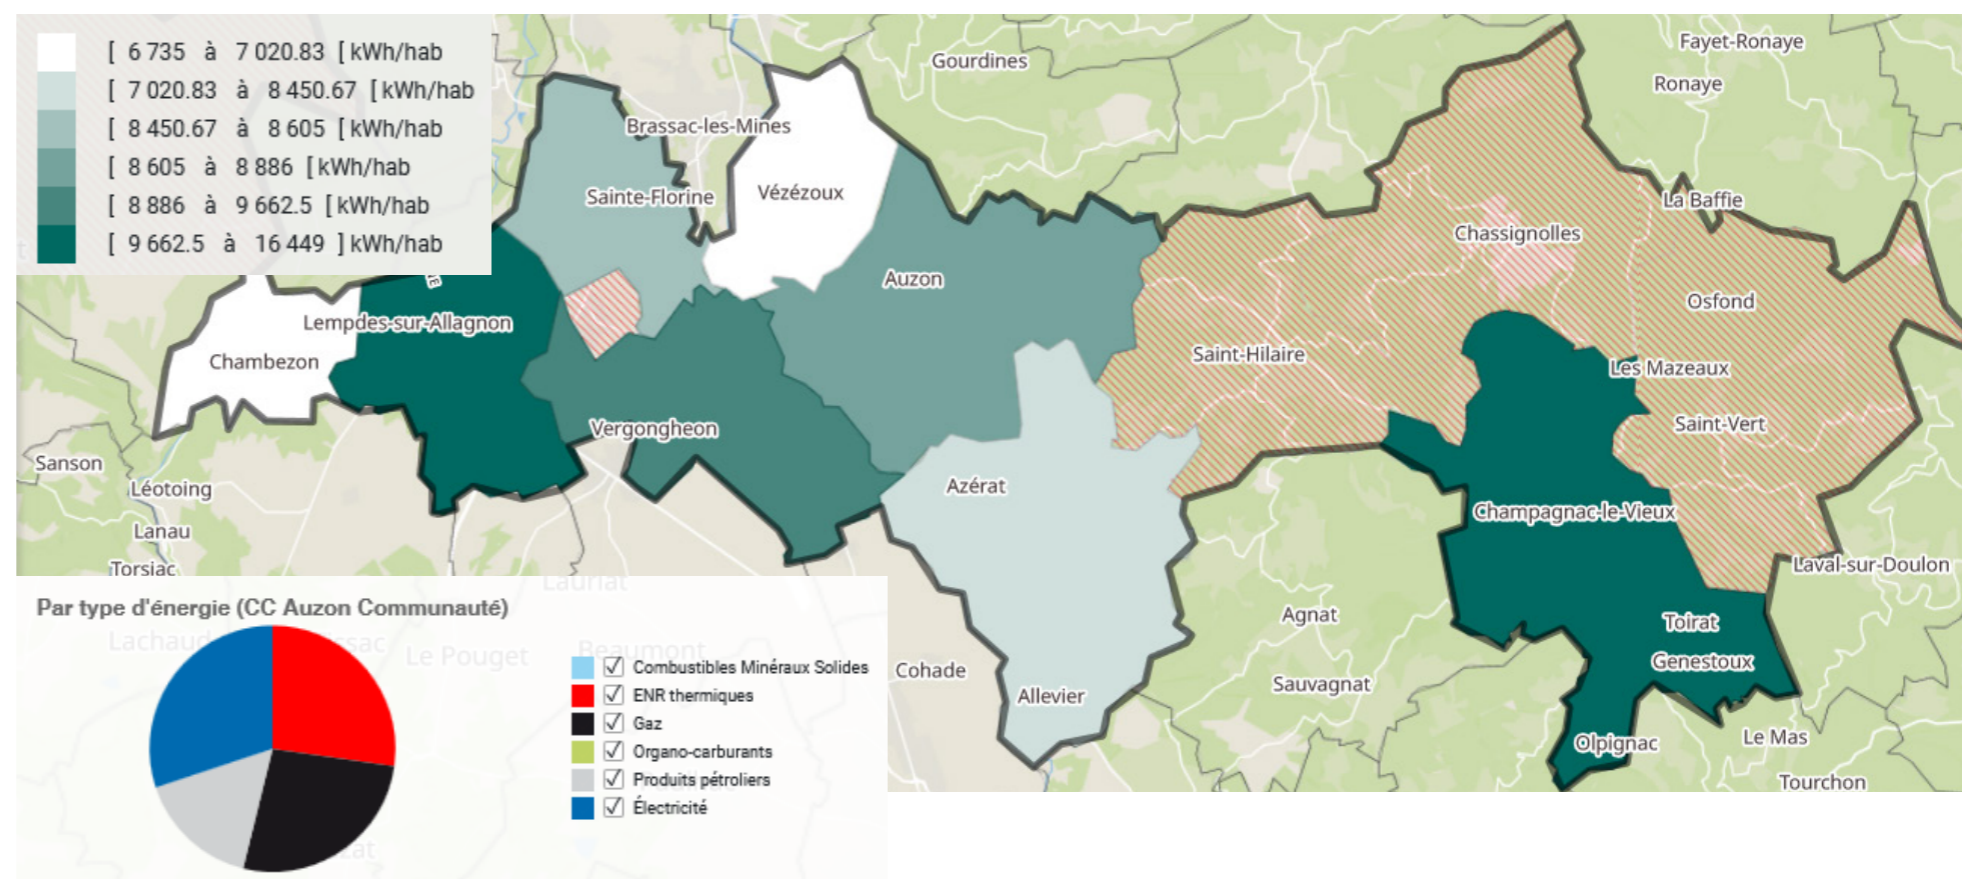 [ 6 735 à 7 020.83 [ kWh/hab
[ 7 020.83 à 8 450.67 [ kWh/hab
[ 8 450.67 à 8 605 [ kWh/hab
[ 8 605 à 8 886 [ kWh/hab
[ 8 886 à 9 662.5 [ kWh/hab
[ 9 662.5 à 16 449 ] kWh/hab
Gourdines
Fayet-Ronaye
Ronaye
Brassac-les-Mines
Sainte-Florine
Vézézoux
La Baffie
Chassignolles
Auzon
Osfond
Lempdes-sur-Allagnon
Chambezon
Saint-Hilaire
Les Mazeaux
Vergongheon
Saint-Vert
Sanson
Léotoing
Azérat
Champagnac-le-Vieux
Lanau
Torsiac
Laval-sur-Doulon
Lauriat
Agnat
Toirat
Beaumont
Le Pouget
Genestoux
Cohade
Sauvagnat
Allevier
Olpignac
Le Mas
Tourchon
Par type d'énergie (CC Auzon Communauté)
Combustibles Minéraux Solides
ENR thermiques
Gaz
Organo-carburants
Produits pétroliers
Électricité